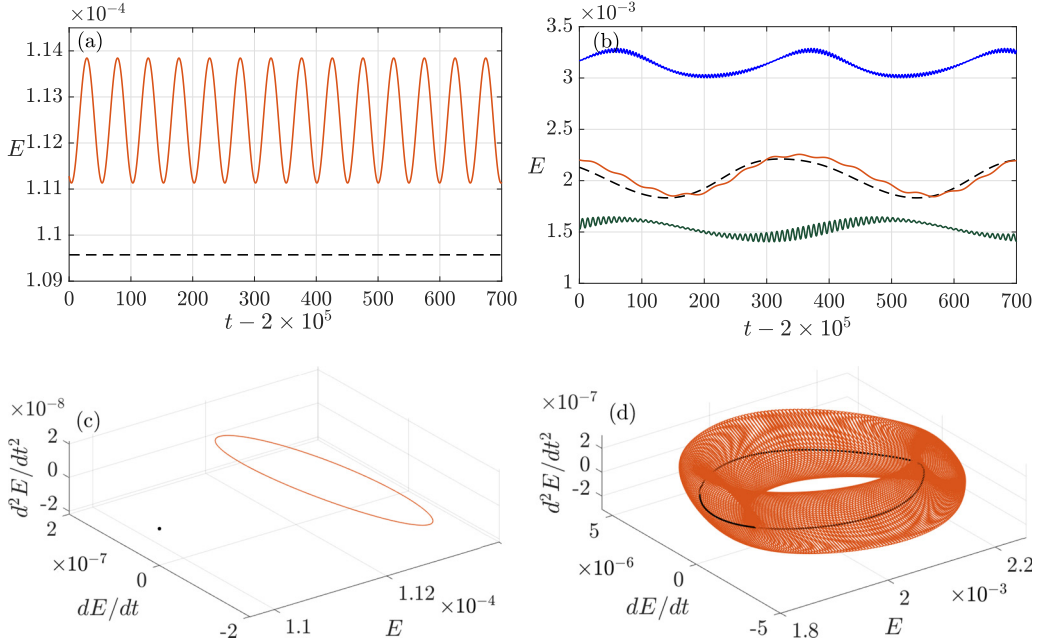 ×10⁻⁴
(a)
1.14
1.13
E
1.12
1.11
1.1
1.09
0 100 200 300 400 500 600 700
t − 2 × 10⁵
×10⁻³
(b)
3.5
3
2.5
E
2
1.5
1
0 100 200 300 400 500 600 700
t − 2 × 10⁵
×10⁻⁸
(c)
d²E/dt²
2
0
-2
2
×10⁻⁷
0
dE/dt
-2
1.1
1.12
×10⁻⁴
E
×10⁻⁷
(d)
d²E/dt²
2
0
-2
5
×10⁻⁶
0
dE/dt
-5
1.8
2
2.2
×10⁻³
E